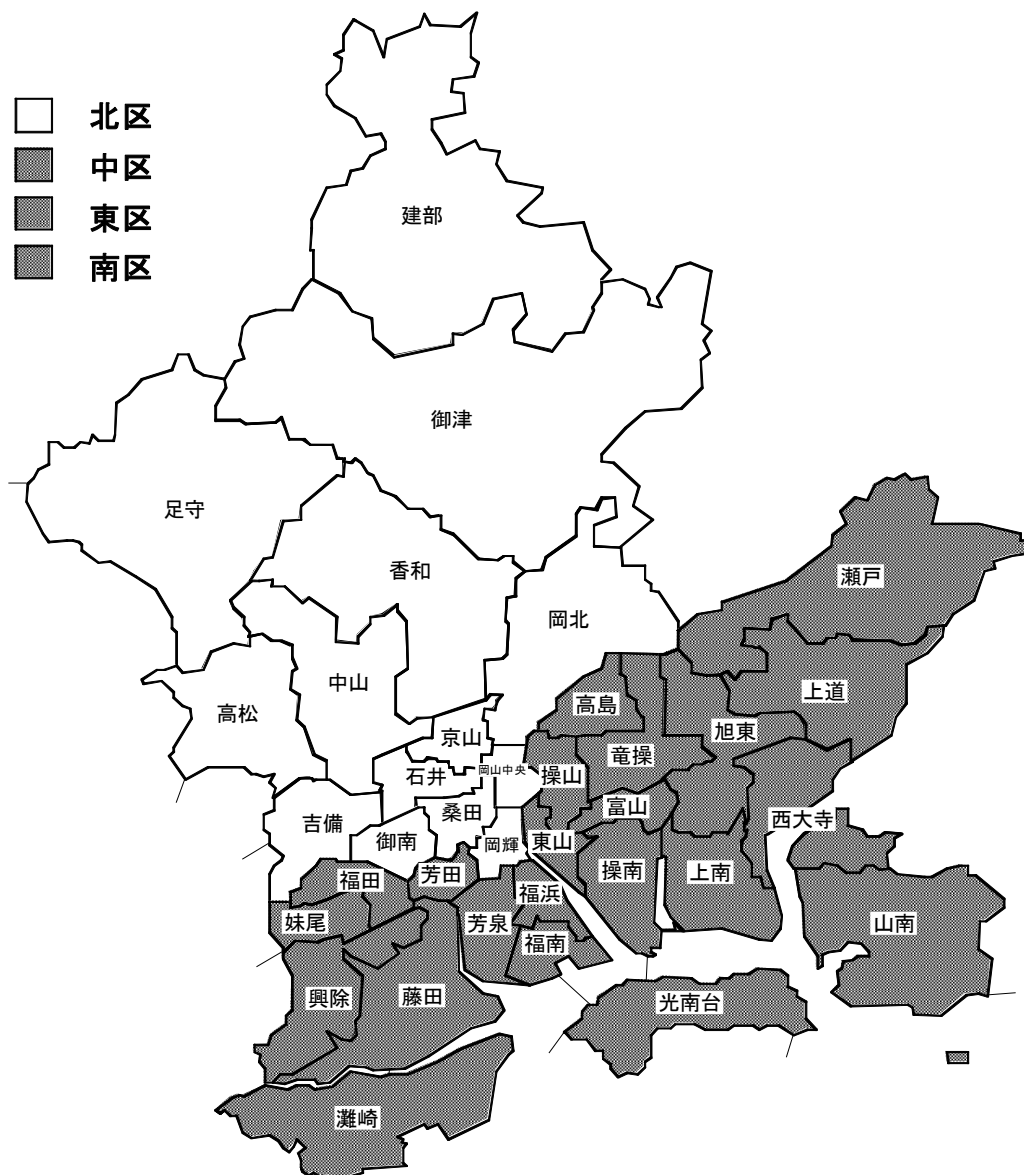 北区
中区
東区
南区
建部
御津
足守
香和
瀬戸
岡北
中山
上道
高松
高島
旭東
京山
竜操
石井
岡山中央
操山
吉備
桑田
富山
西大寺
御南
岡輝
東山
操南
上南
福田
芳田
福浜
妹尾
芳泉
福南
山南
興除
藤田
光南台
灘崎